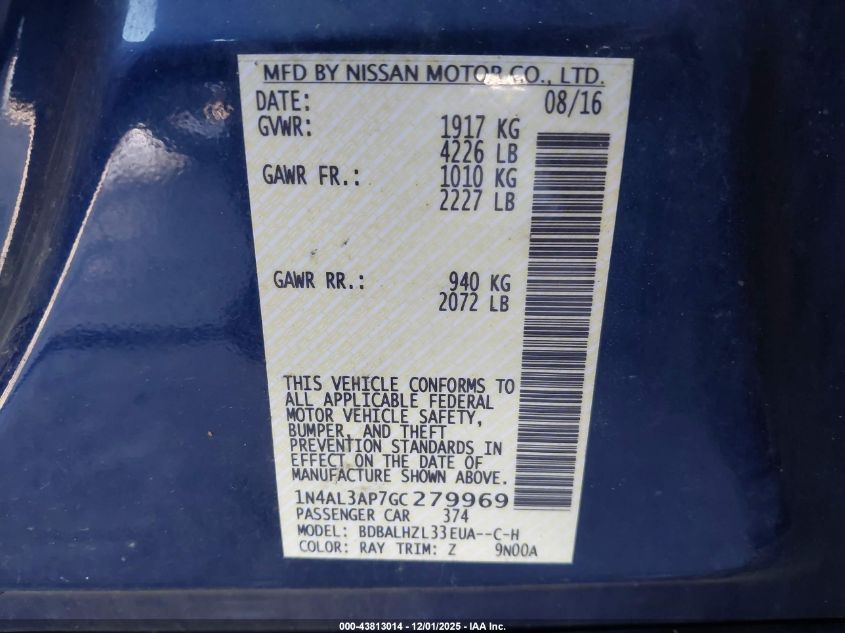 MFD BY NISSAN MOTOR CO., LTD.
DATE: 08/16
GVWR: 1917 KG
4226 LB
GAWR FR.: 1010 KG
2227 LB
GAWR RR.: 940 KG
2072 LB
THIS VEHICLE CONFORMS TO
ALL APPLICABLE FEDERAL
MOTOR VEHICLE SAFETY,
BUMPER, AND THEFT
PREVENTION STANDARDS IN
EFFECT ON THE DATE OF
MANUFACTURE SHOWN ABOVE.
1N4AL3AP7GC279969
PASSENGER CAR 374
MODEL: BDBALHZL33EUA--C-H
COLOR: RAY TRIM: Z 9N00A
000-43813014 - 12/01/2025 - IAA Inc.